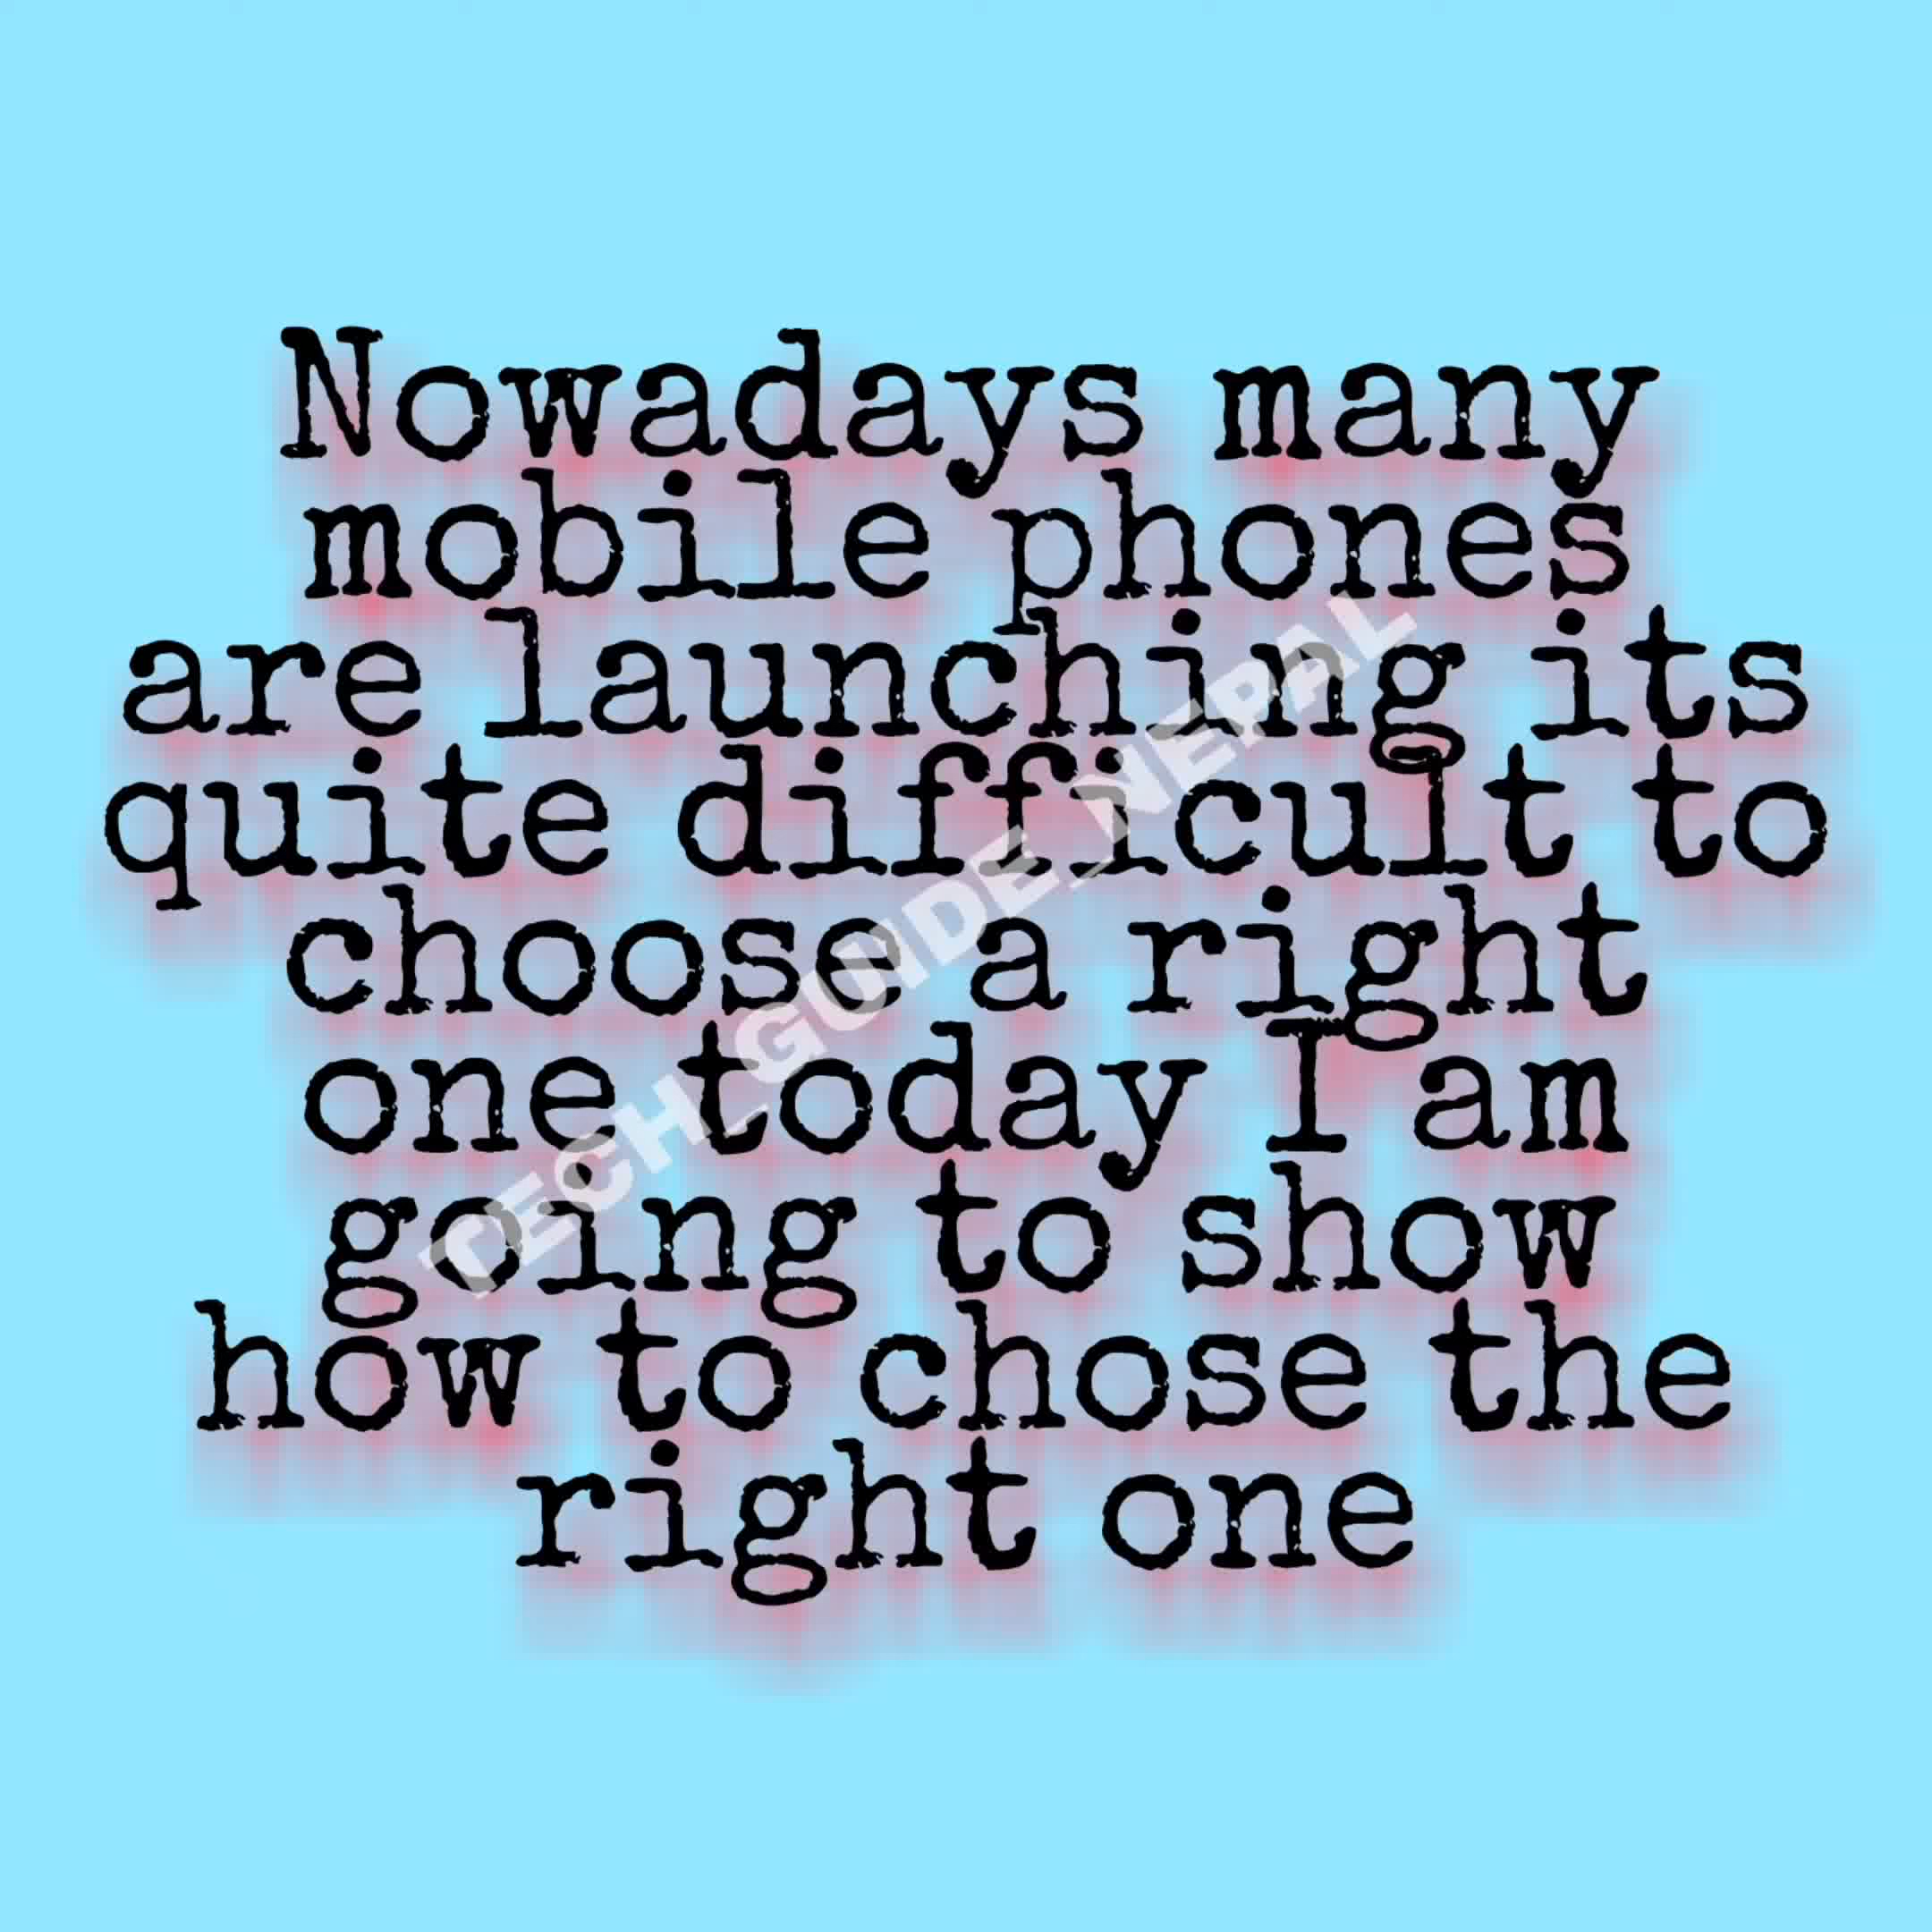 Nowadays many
mobile phones
are launching its
quite difficult to
choose a right
one today I am
going to show
how to chose the
right one
TECH_GUIDE_NEPAL